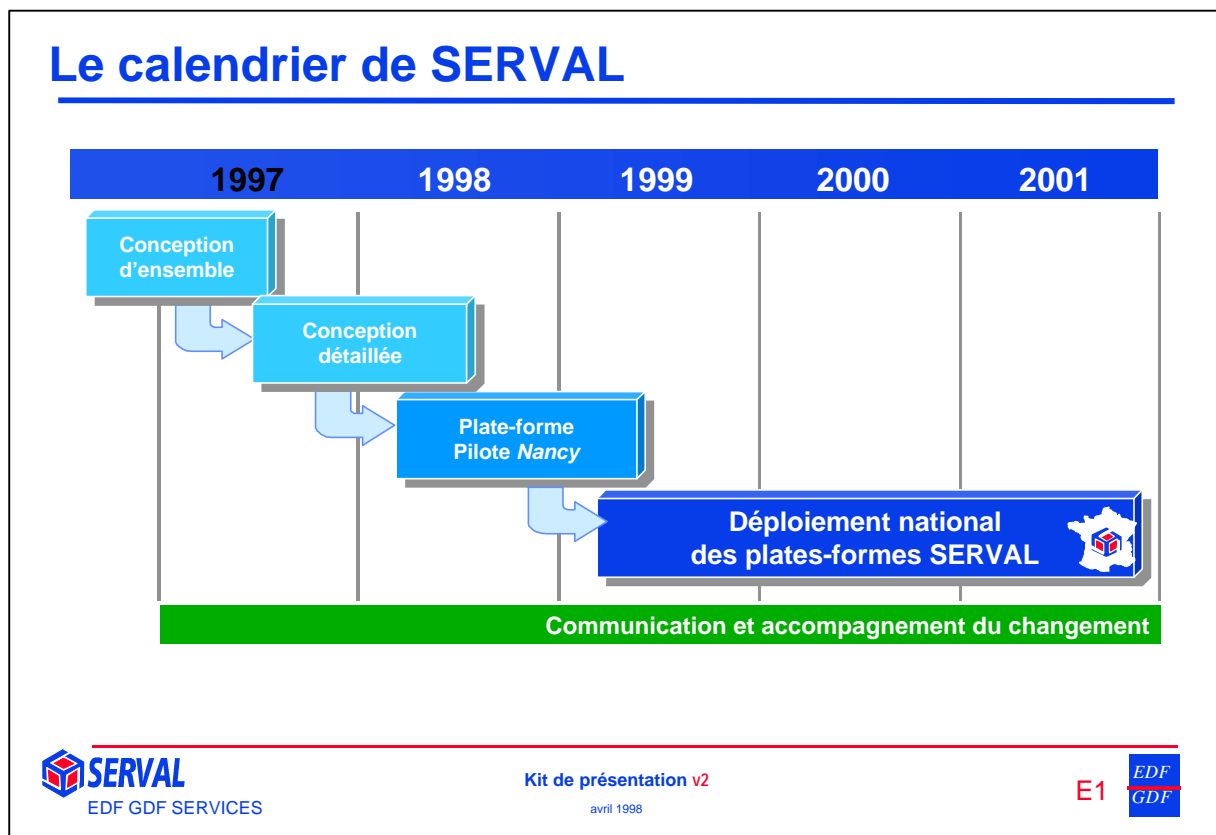 Le calendrier de SERVAL
1997 1998 1999 2000 2001
Conception
d’ensemble
Conception
détaillée
Plate-forme
Pilote Nancy
Déploiement national
des plates-formes SERVAL
Communication et accompagnement du changement
SERVAL
EDF GDF SERVICES
Kit de présentation v2
avril 1998
E1
EDF
GDF